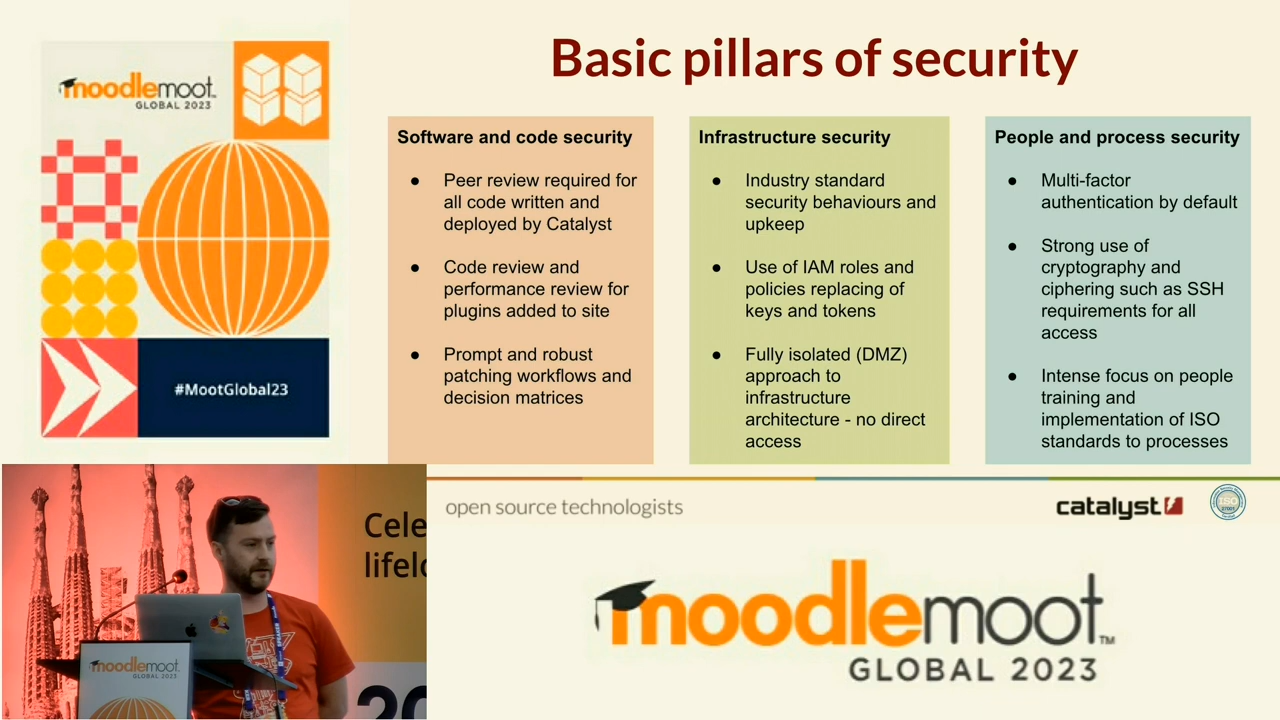 moodlemoot
GLOBAL 2023
#MootGlobal23
Basic pillars of security
Software and code security
● Peer review required for
all code written and
deployed by Catalyst
● Code review and
performance review for
plugins added to site
● Prompt and robust
patching workflows and
decision matrices
Infrastructure security
● Industry standard
security behaviours and
upkeep
● Use of IAM roles and
policies replacing of
keys and tokens
● Fully isolated (DMZ)
approach to
infrastructure
architecture - no direct
access
People and process security
● Multi-factor
authentication by default
● Strong use of
cryptography and
ciphering such as SSH
requirements for all
access
● Intense focus on people
training and
implementation of ISO
standards to processes
open source technologists
catalyst
ISO
27001
Cele
lifelo
SPEAKER
moodlemoot
GLOBAL 2023
20
moodlemoot™
GLOBAL 2023